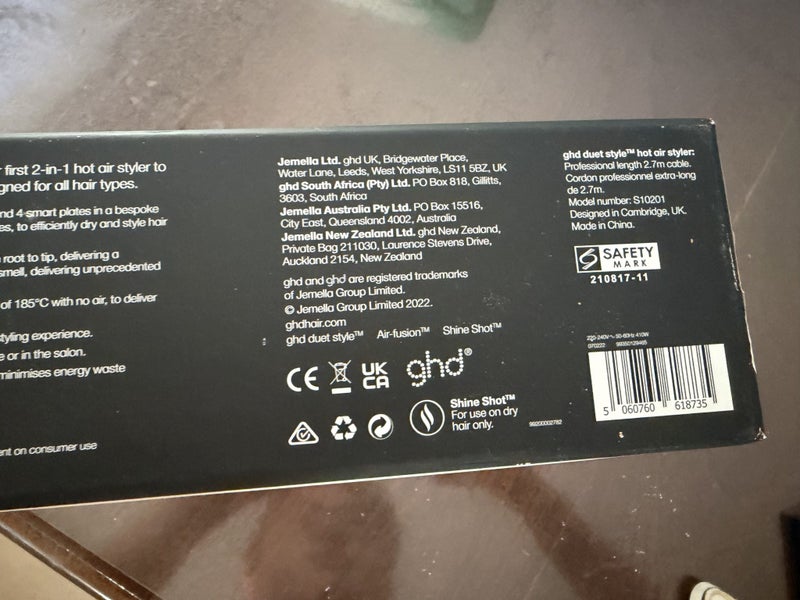 first 2-in-1 hot air styler to
gned for all hair types.
nd 4-smart plates in a bespoke
es, to efficiently dry and style hair
root to tip, delivering a
smell, delivering unprecedented
of 185°C with no air, to deliver
styling experience.
e or in the salon.
minimises energy waste
ent on consumer use
Jemella Ltd. ghd UK, Bridgewater Place,
Water Lane, Leeds, West Yorkshire, LS11 5BZ, UK
ghd South Africa (Pty) Ltd. PO Box 818, Gillitts,
3603, South Africa
Jemella Australia Pty Ltd. PO Box 15516,
City East, Queensland 4002, Australia
Jemella New Zealand Ltd. ghd New Zealand,
Private Bag 211030, Laurence Stevens Drive,
Auckland 2154, New Zealand
ghd and ghd are registered trademarks
of Jemella Group Limited.
© Jemella Group Limited 2022.
ghdhair.com
ghd duet style™ Air-fusion™ Shine Shot™
CE UK CA ghd®
Shine Shot™
For use on dry
hair only.
99200002782
ghd duet style™ hot air styler:
Professional length 2.7m cable.
Cordon professionnel extra-long
de 2.7m.
Model number: S10201
Designed in Cambridge, UK.
Made in China.
SAFETY
MARK
210817-11
220-240V~ 50-60Hz 410W
070222 99350129465
5 060760 618735